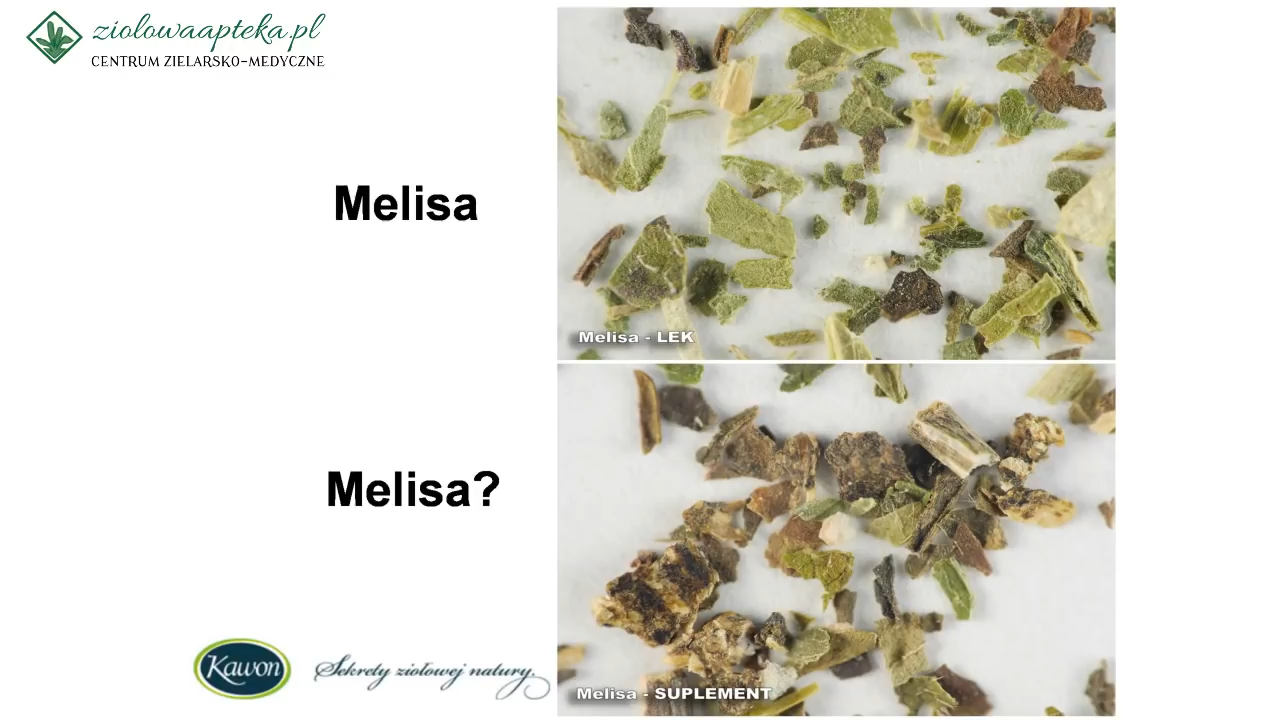 ziolowaapteka.pl
CENTRUM ZIELARSKO-MEDYCZNE
Melisa
Melisa - LEK
Melisa?
Melisa - SUPLEMENT
Kawon
Sekrety ziołowej natury